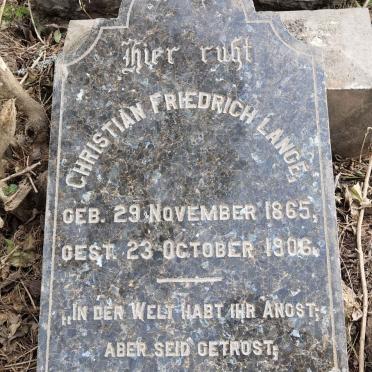 Hier ruht
CHRISTIAN FRIEDRICH LANGE,
GEB. 29 NOVEMBER 1865,
GEST. 23 OCTOBER 1906.
„IN DER WELT HABT IHR ANGST;
ABER SEID GETROST,